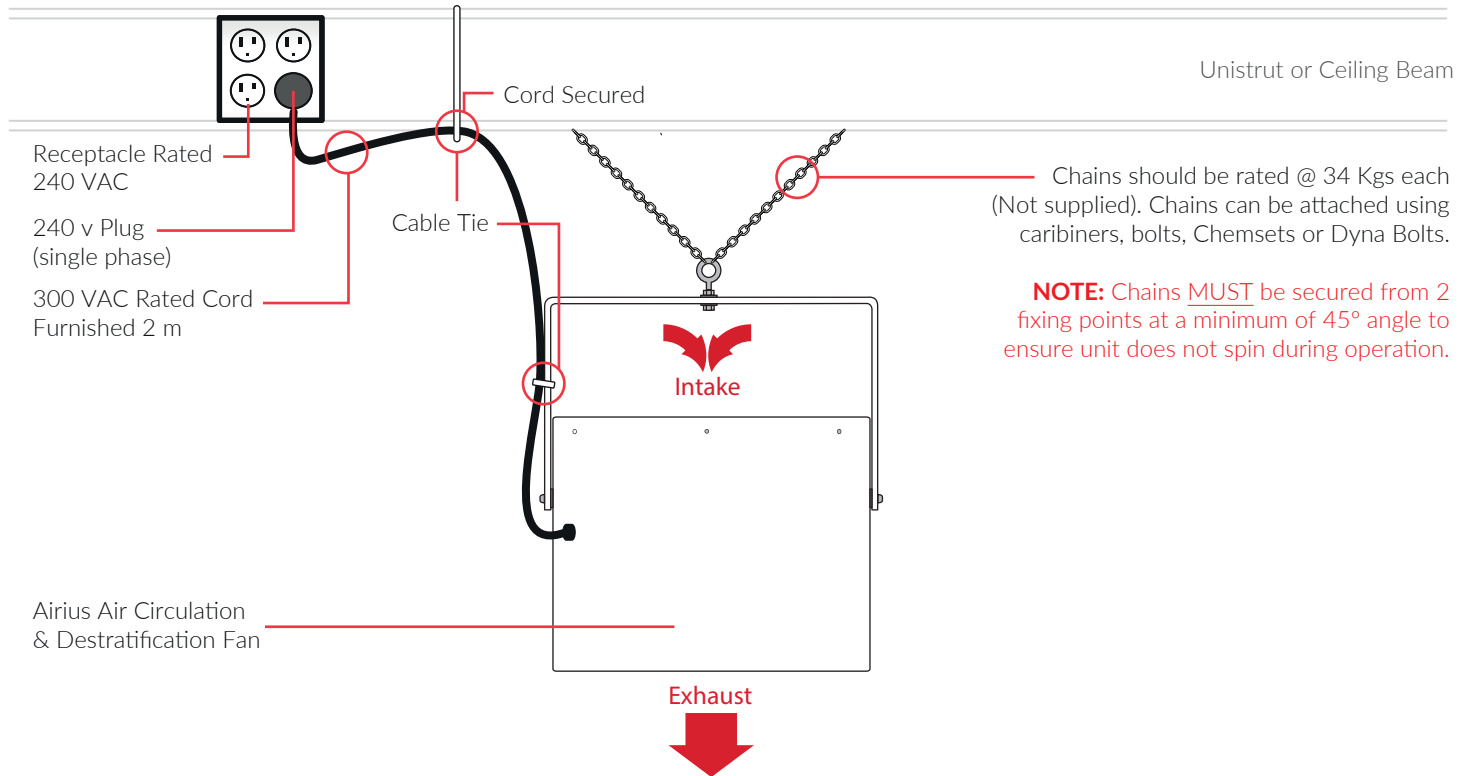 Unistrut or Ceiling Beam
Cord Secured
Receptacle Rated
240 VAC
240 v Plug
(single phase)
300 VAC Rated Cord
Furnished 2 m
Cable Tie
Chains should be rated @ 34 Kgs each
(Not supplied). Chains can be attached using
caribiners, bolts, Chemsets or Dyna Bolts.
NOTE: Chains MUST be secured from 2
fixing points at a minimum of 45° angle to
ensure unit does not spin during operation.
Intake
Airius Air Circulation
& Destratification Fan
Exhaust